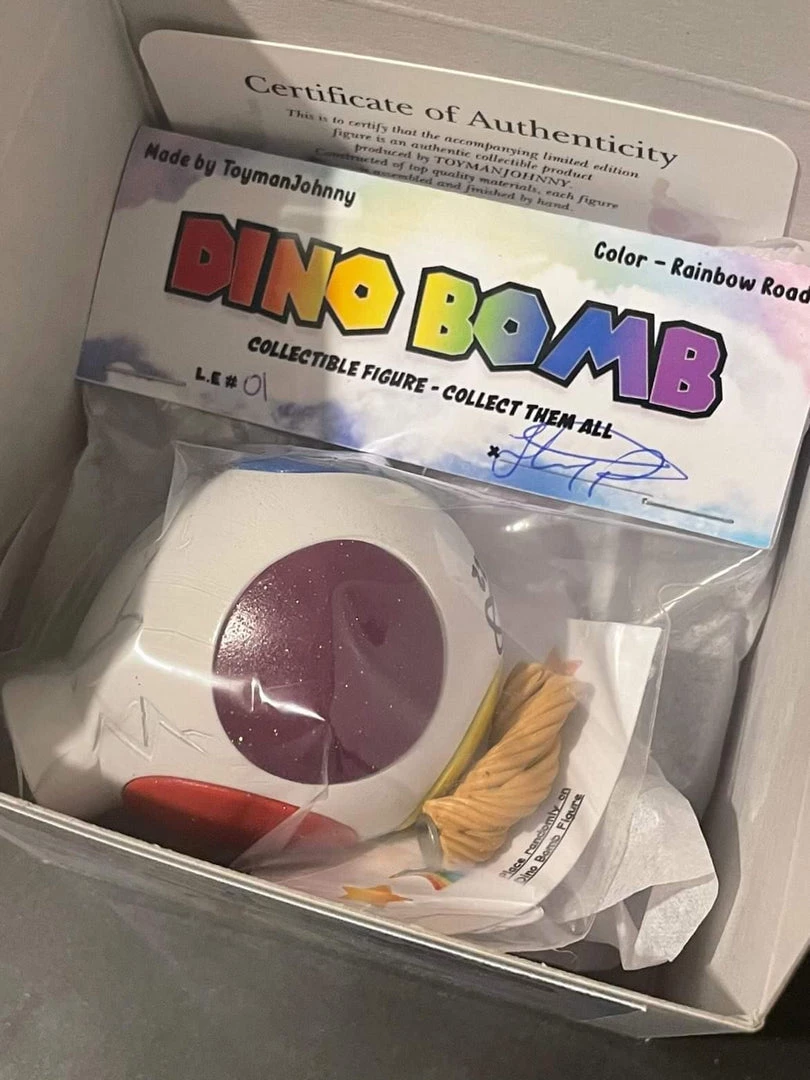 Certificate of Authenticity
This is to certify that the accompanying limited edition
figure is an authentic collectible product
produced by TOYMANJOHNNY.
Constructed of top quality materials, each figure
assembled and finished by hand.
Made by ToymanJohnny
Color - Rainbow Road
DINO BOMB
COLLECTIBLE FIGURE - COLLECT THEM ALL
L.E # 01
x
Place randomly on
Dino Bomb Figure